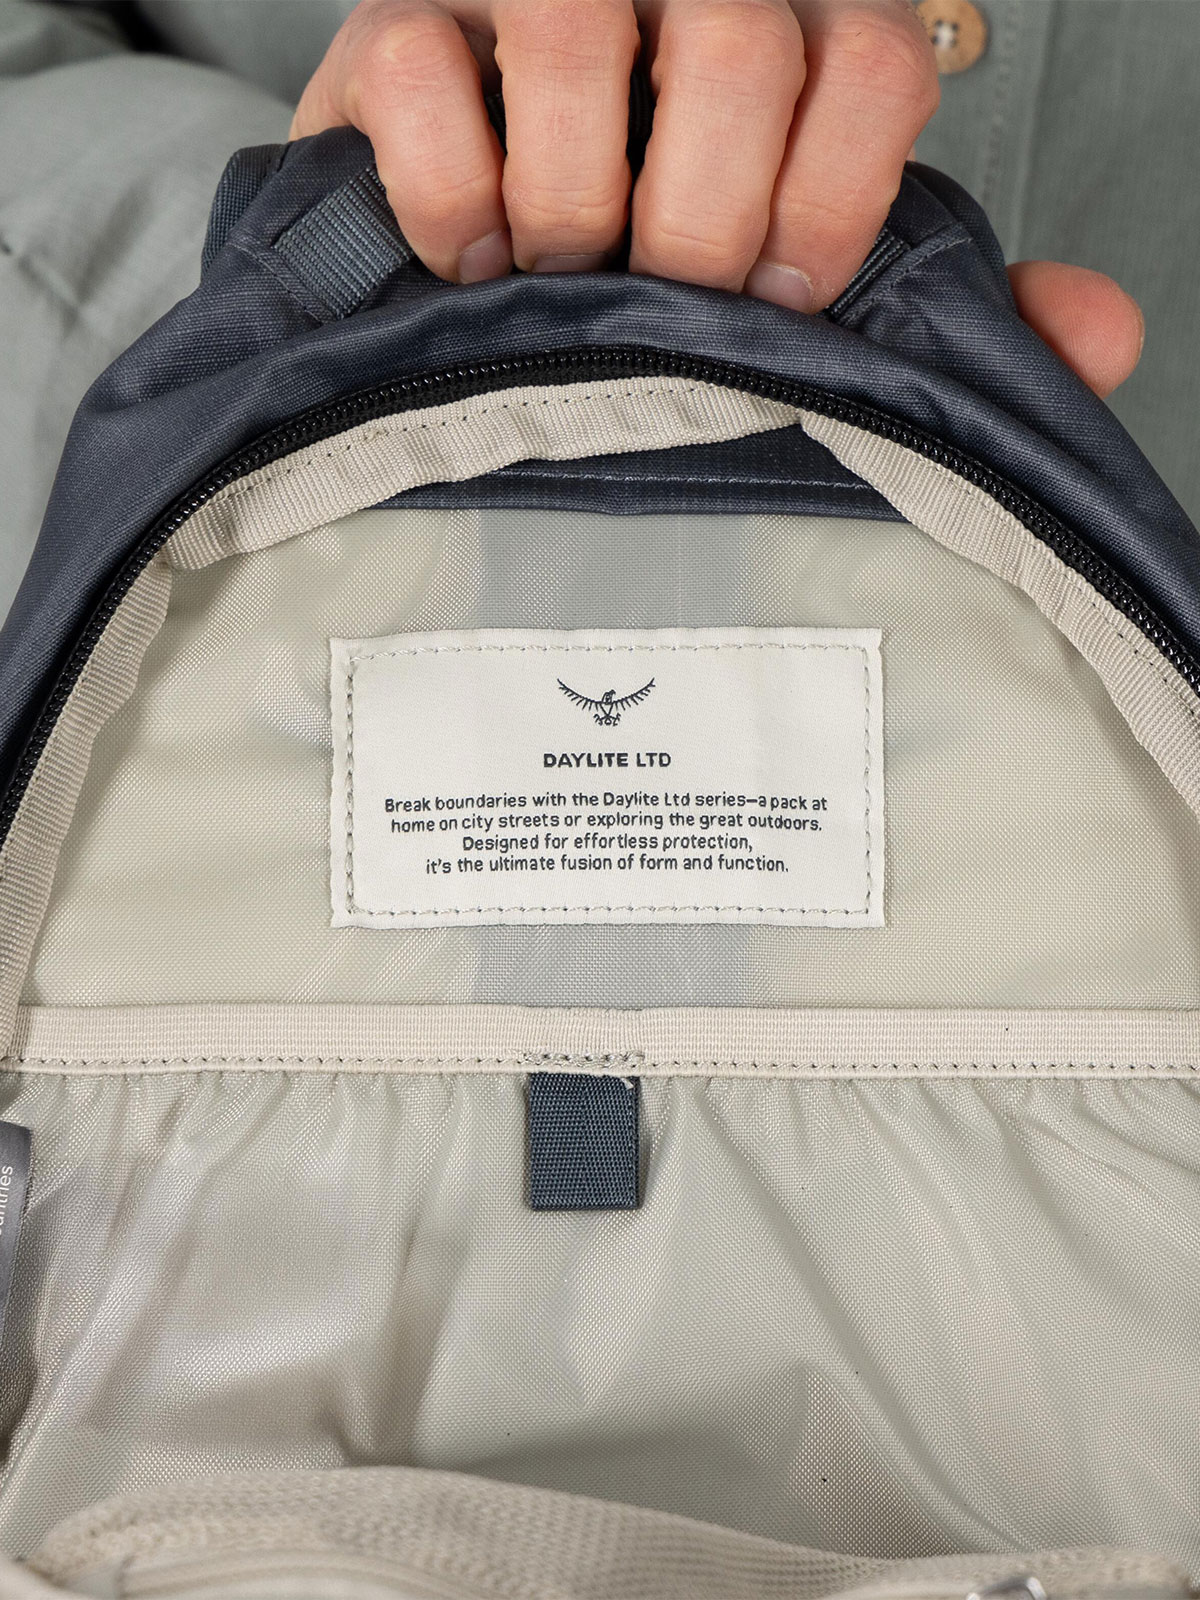 DAYLITE LTD
Break boundaries with the Daylite Ltd series—a pack at
home on city streets or exploring the great outdoors.
Designed for effortless protection,
it's the ultimate fusion of form and function.